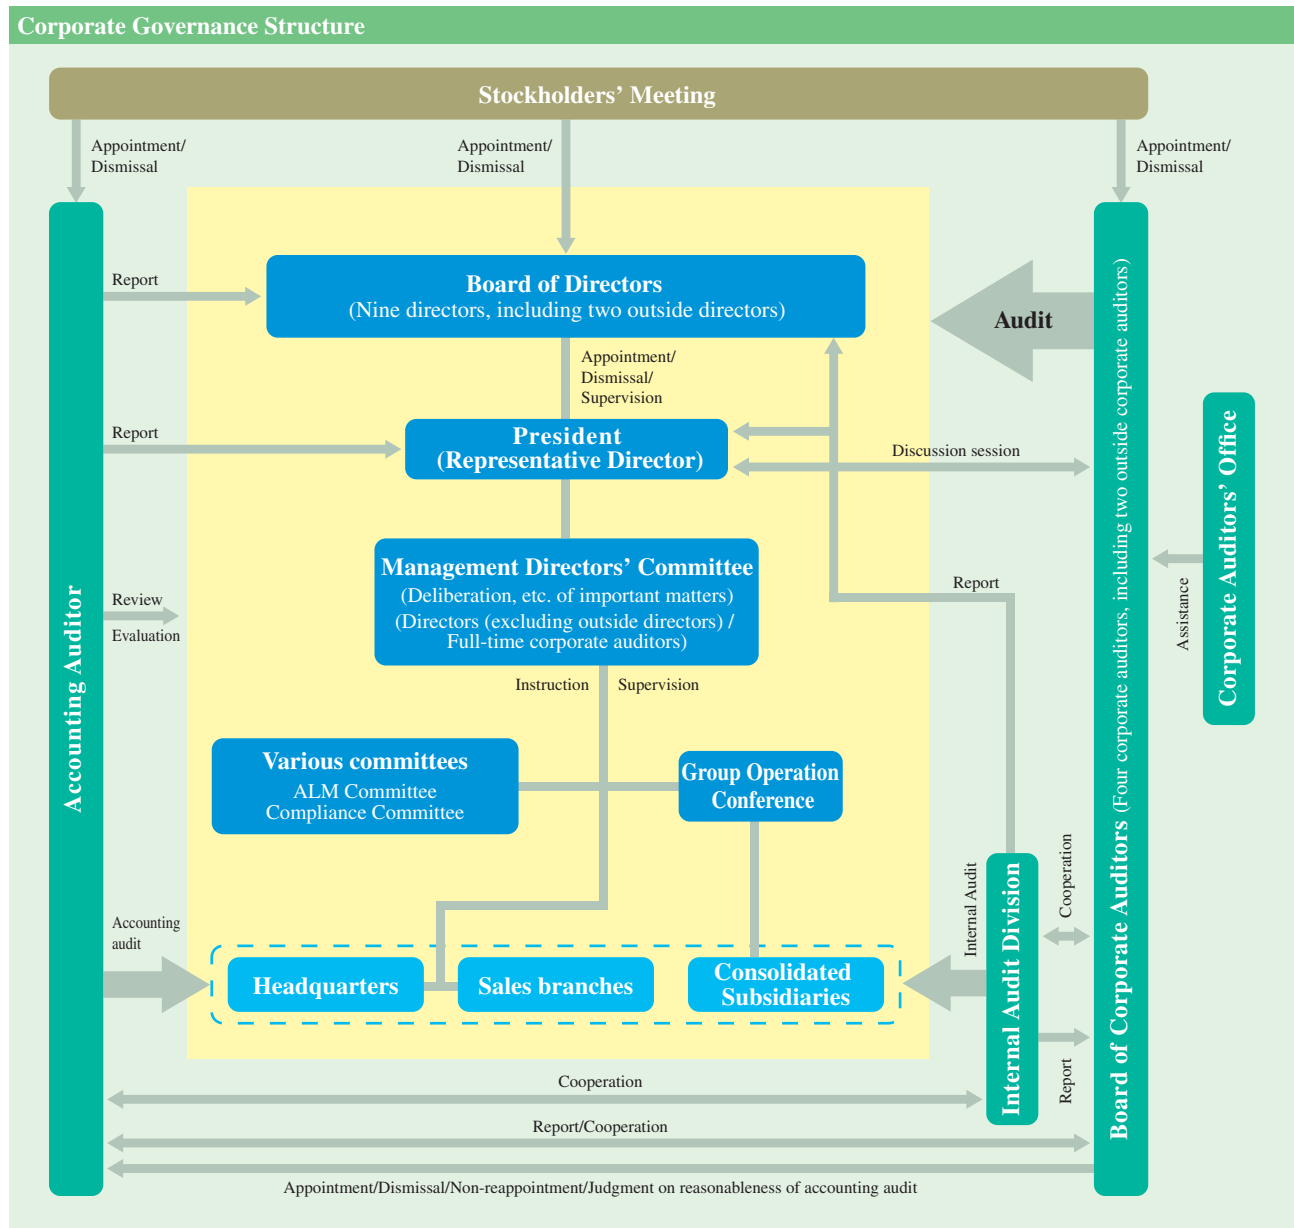 Corporate Governance Structure
Stockholders’ Meeting
Appointment/
Dismissal
Appointment/
Dismissal
Appointment/
Dismissal
Board of Directors
(Nine directors, including two outside directors)
Report
Audit
Appointment/
Dismissal/
Supervision
President
(Representative Director)
Report
Discussion session
Management Directors’ Committee
(Deliberation, etc. of important matters)
(Directors (excluding outside directors) /
Full-time corporate auditors)
Report
Review
Evaluation
Accounting Auditor
Board of Corporate Auditors (Four corporate auditors, including two outside corporate auditors)
Corporate Auditors’ Office
Assistance
Instruction
Supervision
Various committees
ALM Committee
Compliance Committee
Group Operation
Conference
Accounting
audit
Internal Audit
Cooperation
Internal Audit Division
Headquarters
Sales branches
Consolidated
Subsidiaries
Report
Cooperation
Report/Cooperation
Appointment/Dismissal/Non-reappointment/Judgment on reasonableness of accounting audit